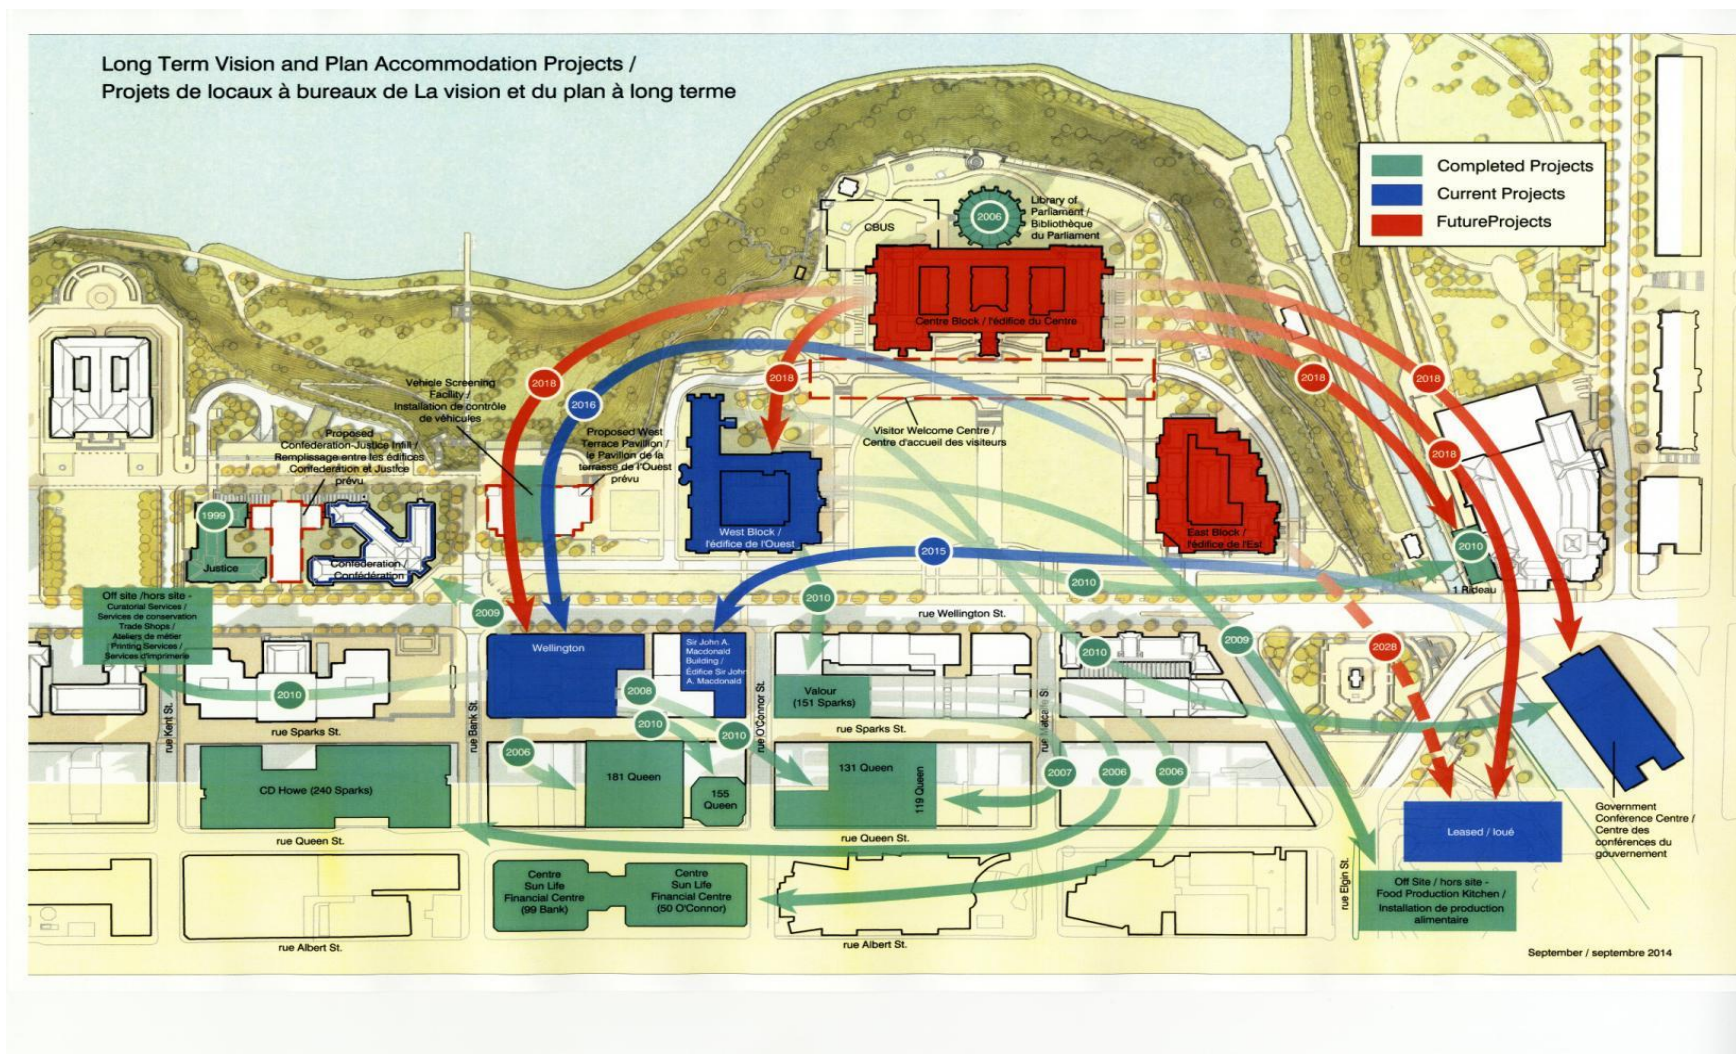 Long Term Vision and Plan Accommodation Projects /
Projets de locaux à bureaux de La vision et du plan à long terme
Completed Projects
Current Projects
FutureProjects
2006
Library of
Parliament /
Bibliothèque
du Parliament
CBUS
Centre Block / l'édifice du Centre
2018
2016
2018
2018
2018
2018
Vehicle Screening
Facility /
Installation de contrôle
de véhicules
Proposed
Confederation-Justice Infill /
Remplissage entre les édifices
Confederation et Justice
prévu
Proposed West
Terrace Pavillion /
le Pavillon de la
terrasse de l'Ouest
prévu
Visitor Welcome Centre /
Centre d'accueil des visiteurs
1999
Justice
Confederation /
Confédération
West Block /
l'édifice de l'Ouest
East Block /
l'édifice de l'Est
2015
2010
2010
2010
1 Rideau
2009
rue Wellington St.
2009
2010
2028
Off site /hors site -
Curatorial Services /
Services de conservation
Trade Shops /
Ateliers de métier
Printing Services /
Services d'imprimerie
Wellington
Sir John A.
Macdonald
Building /
Édifice Sir John
A. Macdonald
2010
2008
2010
2010
2006
Valour
(151 Sparks)
rue Kent St.
rue Bank St.
rue O'Connor St.
rue Metcalfe St.
rue Sparks St.
rue Sparks St.
CD Howe (240 Sparks)
181 Queen
155
Queen
131 Queen
119 Queen
2007
2006
2006
rue Queen St.
rue Queen St.
Leased / loué
Government
Conference Centre /
Centre des
conférences du
gouvernement
Centre
Sun Life
Financial Centre
(99 Bank)
Centre
Sun Life
Financial Centre
(50 O'Connor)
rue Elgin St.
Off Site / hors site -
Food Production Kitchen /
Installation de production
alimentaire
rue Albert St.
rue Albert St.
September / septembre 2014